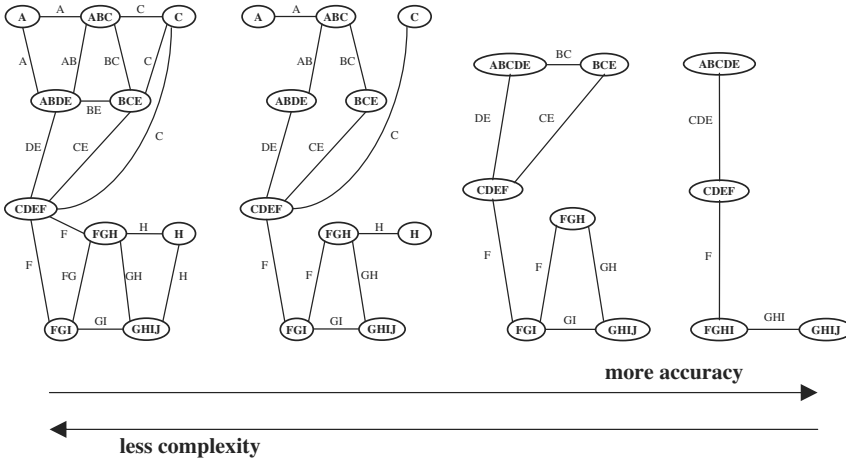 A A ABC C C
A AB BC C
ABDE BE BCE
DE CE C
CDEF
F FGH H H
F FG GH H
FGI GI GHIJ
A A ABC C
AB BC
ABDE BCE
DE CE C
CDEF
FGH H H
F F GH
FGI GI GHIJ
ABCDE BC BCE
DE CE
CDEF
FGH
F F GH
FGI GI GHIJ
ABCDE
CDE
CDEF
F
FGHI GHI GHIJ
more accuracy
less complexity